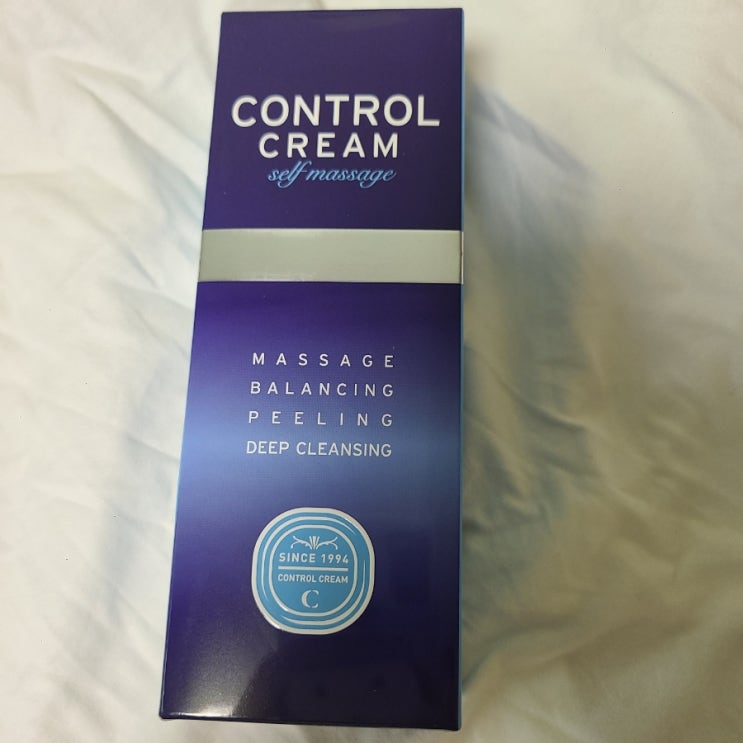 CONTROL
CREAM
self massage
MASSAGE
BALANCING
PEELING
DEEP CLEANSING
SINCE 1994
CONTROL CREAM
C